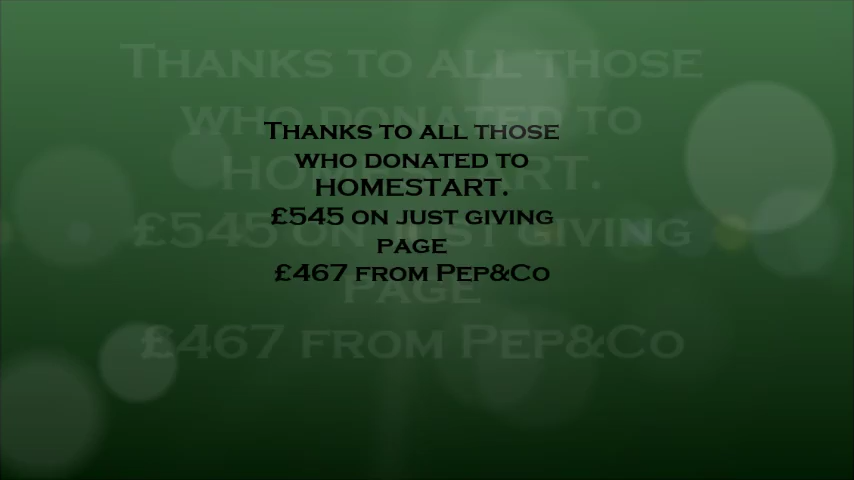 Thanks to all those
who donated to
HOMESTART.
£545 on just giving
page
£467 from Pep&Co